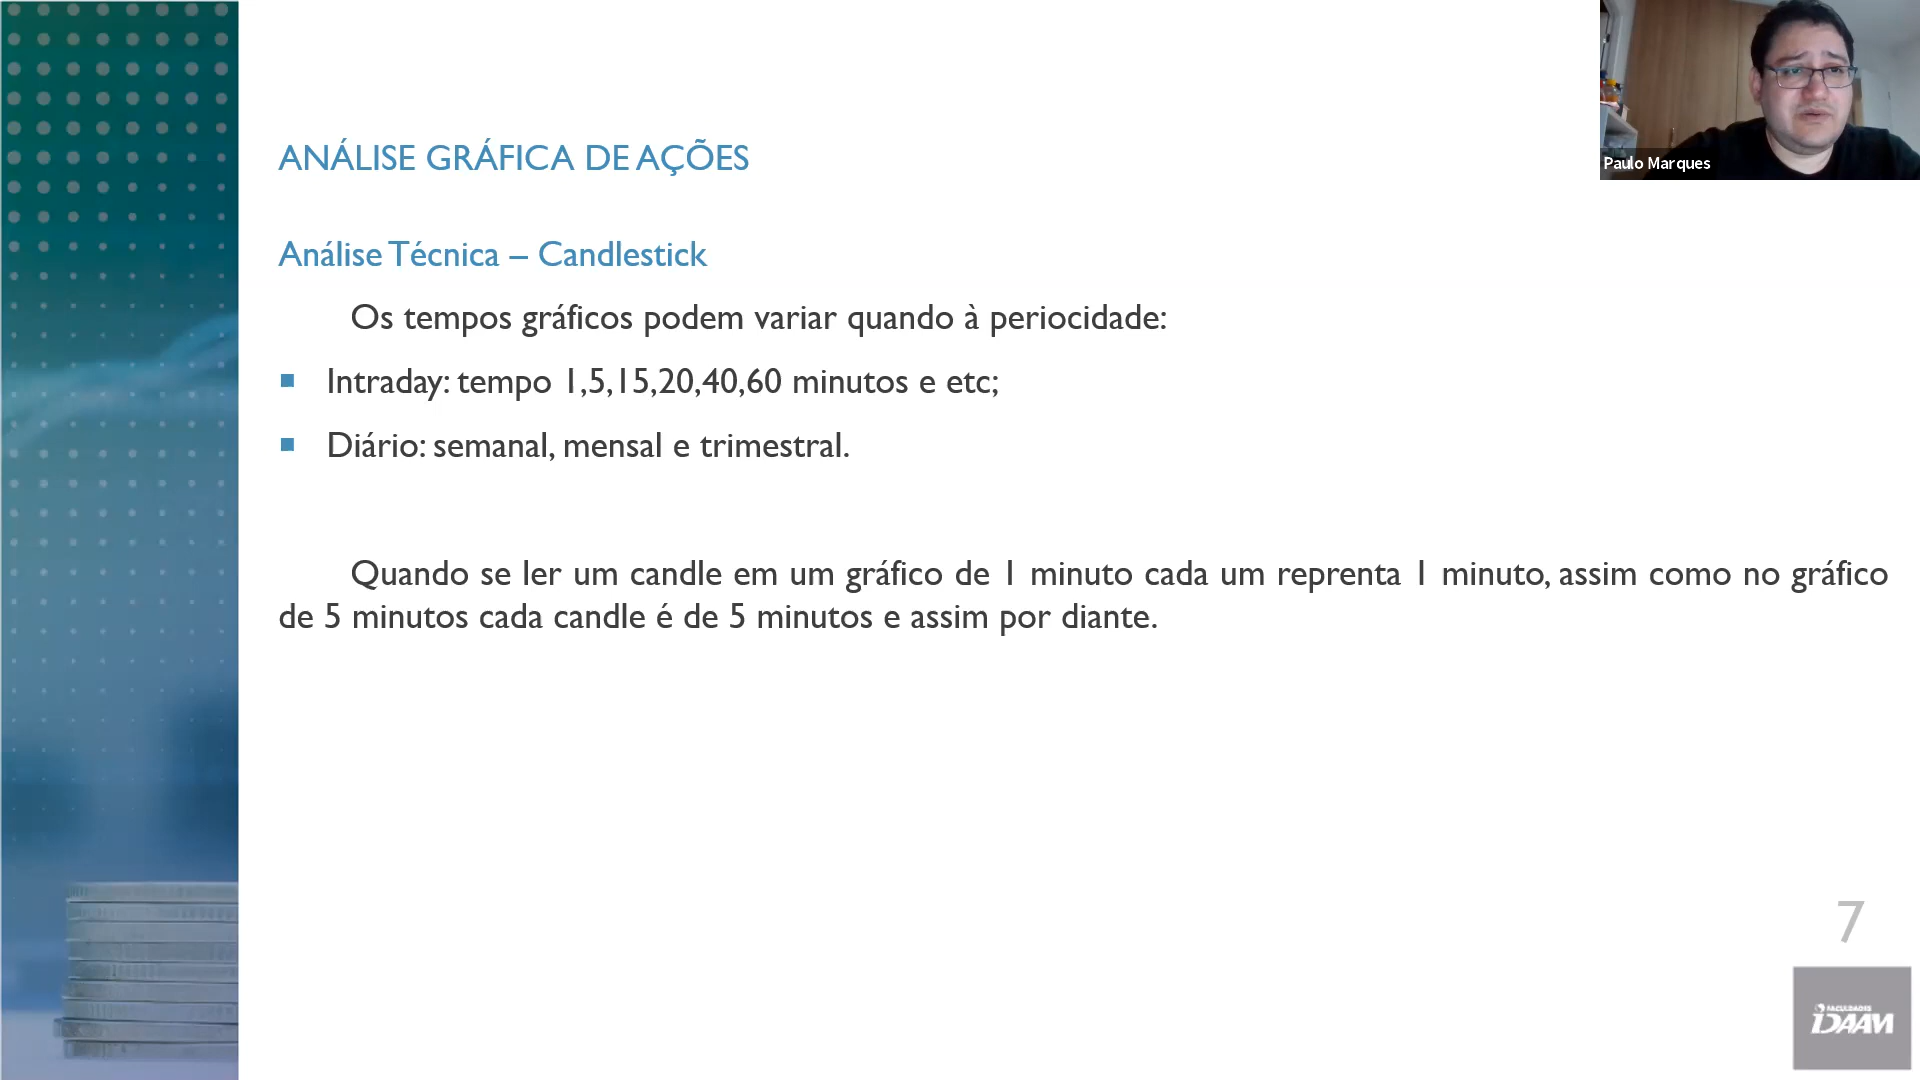 Paulo Marques
ANÁLISE GRÁFICA DE AÇÕES
Análise Técnica – Candlestick
Os tempos gráficos podem variar quando à periocidade:
Intraday: tempo 1,5,15,20,40,60 minutos e etc;
Diário: semanal, mensal e trimestral.
Quando se ler um candle em um gráfico de 1 minuto cada um reprenta 1 minuto, assim como no gráfico
de 5 minutos cada candle é de 5 minutos e assim por diante.
7
FACULDADES
IDAAM